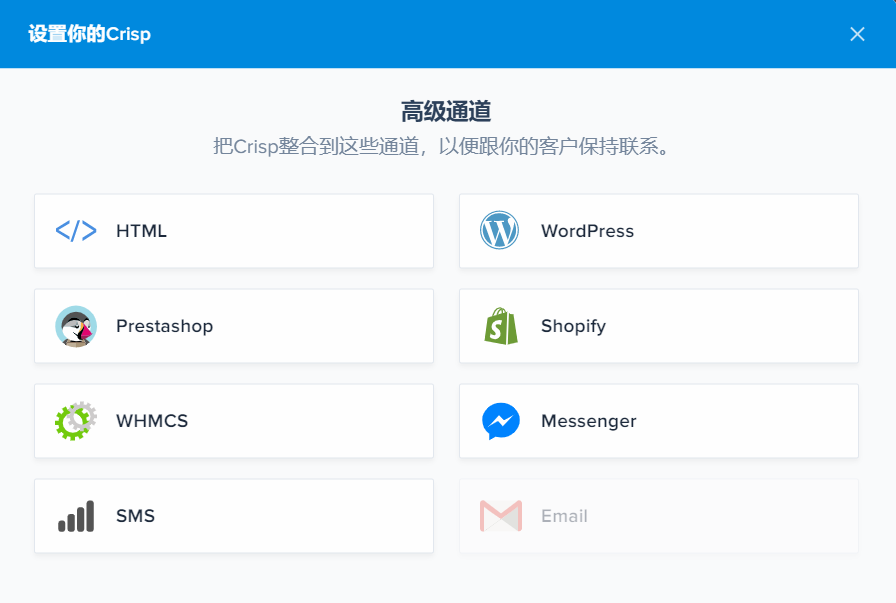 设置你的Crisp
高级通道
把Crisp整合到这些通道，以便跟你的客户保持联系。
HTML
WordPress
Prestashop
Shopify
WHMCS
Messenger
SMS
Email